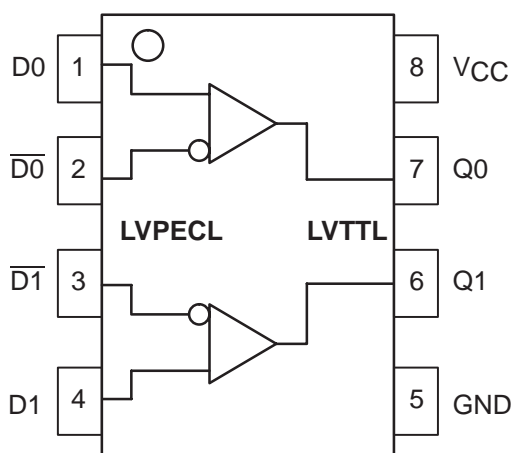 D0 1 8 VCC
D0 2 7 Q0
LVPECL LVTTL
D1 3 6 Q1
D1 4 5 GND